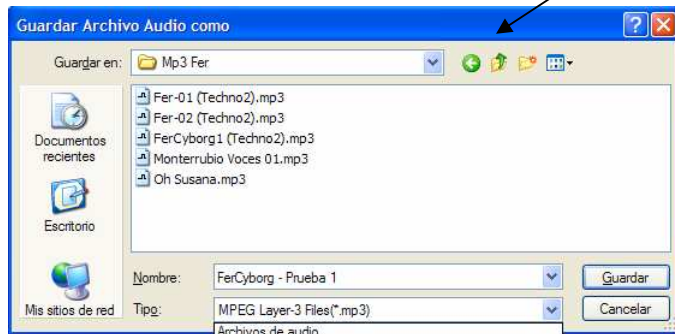 Guardar Archivo Audio como
Guardar en:
Mp3 Fer
Fer-01 (Techno2).mp3
Fer-02 (Techno2).mp3
FerCyborg1 (Techno2).mp3
Monterrubio Voces 01.mp3
Oh Susana.mp3
Documentos
recientes
Escritorio
Mis sitios de red
Nombre:
FerCyborg - Prueba 1
Guardar
Tipo:
MPEG Layer-3 Files(*.mp3)
Cancelar
Archivos de audio